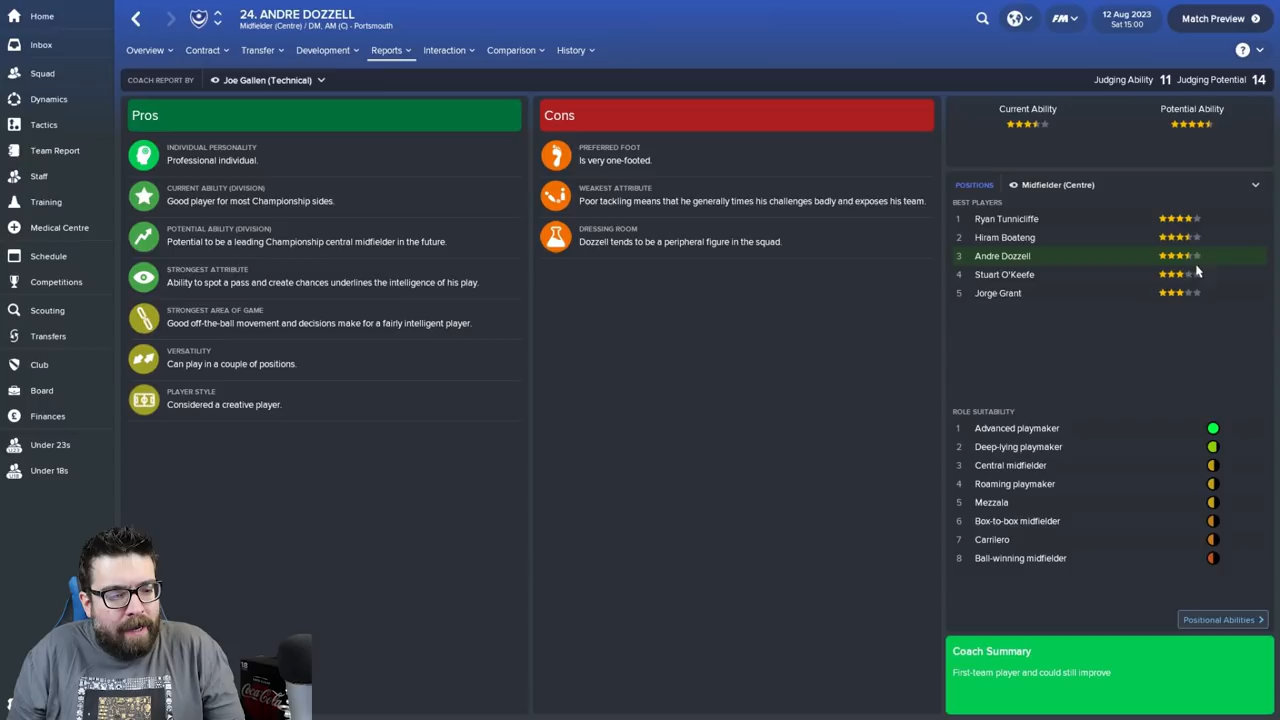 Home
Inbox
Squad
Dynamics
Tactics
Team Report
Staff
Training
Medical Centre
Schedule
Competitions
Scouting
Transfers
Club
Board
Finances
Under 23s
Under 18s
24. ANDRE DOZZELL
Midfielder (Centre) / DM, AM (C) - Portsmouth
FM
12 Aug 2023
Sat 15:00
Match Preview
Overview
Contract
Transfer
Development
Reports
Interaction
Comparison
History
?
COACH REPORT BY
Joe Gallen (Technical)
Judging Ability 11 Judging Potential 14
Pros
INDIVIDUAL PERSONALITY
Professional individual.
CURRENT ABILITY (DIVISION)
Good player for most Championship sides.
POTENTIAL ABILITY (DIVISION)
Potential to be a leading Championship central midfielder in the future.
STRONGEST ATTRIBUTE
Ability to spot a pass and create chances underlines the intelligence of his play.
STRONGEST AREA OF GAME
Good off-the-ball movement and decisions make for a fairly intelligent player.
VERSATILITY
Can play in a couple of positions.
PLAYER STYLE
Considered a creative player.
Cons
PREFERRED FOOT
Is very one-footed.
WEAKEST ATTRIBUTE
Poor tackling means that he generally times his challenges badly and exposes his team.
DRESSING ROOM
Dozzell tends to be a peripheral figure in the squad.
Current Ability
Potential Ability
POSITIONS
Midfielder (Centre)
BEST PLAYERS
1 Ryan Tunnicliffe
2 Hiram Boateng
3 Andre Dozzell
4 Stuart O'Keefe
5 Jorge Grant
ROLE SUITABILITY
1 Advanced playmaker
2 Deep-lying playmaker
3 Central midfielder
4 Roaming playmaker
5 Mezzala
6 Box-to-box midfielder
7 Carrilero
8 Ball-winning midfielder
Positional Abilities
Coach Summary
First-team player and could still improve
Coca-Cola